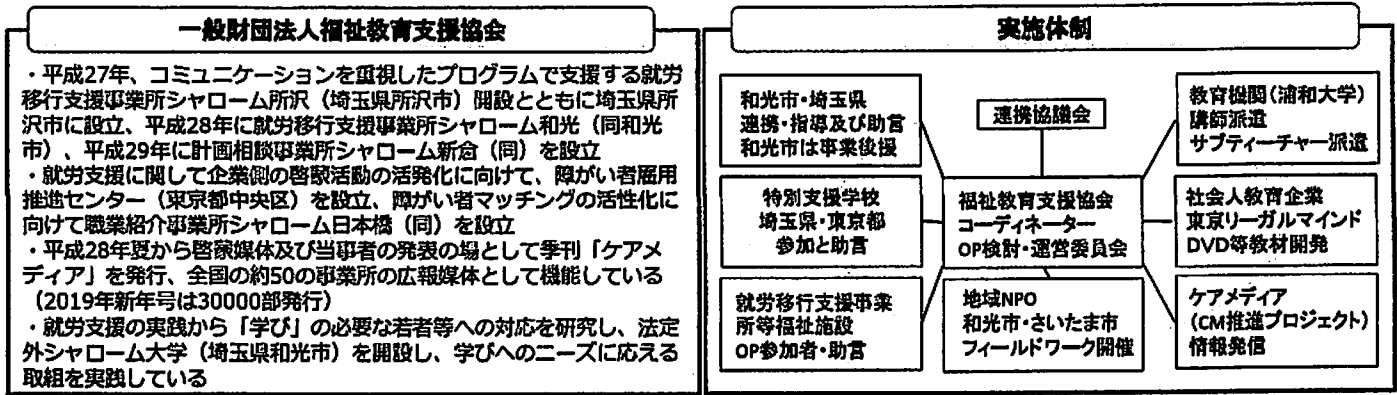 一般財団法人福祉教育支援協会
・平成27年、コミュニケーションを重視したプログラムで支援する就労
移行支援事業所シャローム所沢（埼玉県所沢市）開設とともに埼玉県所
沢市に設立、平成28年に就労移行支援事業所シャローム和光（同和光
市）、平成29年に計画相談事業所シャローム新倉（同）を設立
・就労支援に関して企業側の啓蒙活動の活発化に向けて、障がい者雇用
推進センター（東京都中央区）を設立、障がい者マッチングの活性化に
向けて職業紹介事業所シャローム日本橋（同）を設立
・平成28年夏から啓蒙媒体及び当事者の発表の場として季刊「ケアメ
ディア」を発行、全国の約50の事業所の広報媒体として機能している
（2019年新年号は30000部発行）
・就労支援の実践から「学び」の必要な若者等への対応を研究し、法定
外シャローム大学（埼玉県和光市）を開設し、学びへのニーズに応える
取組を実践している
実施体制
和光市・埼玉県
連携・指導及び助言
和光市は事業後援
連携協議会
教育機関（浦和大学）
講師派遣
サブティーチャー派遣
特別支援学校
埼玉県・東京都
参加と助言
福祉教育支援協会
コーディネーター
OP検討・運営委員会
社会人教育企業
東京リーガルマインド
DVD等教材開発
就労移行支援事業
所等福祉施設
OP参加者・助言
地域NPO
和光市・さいたま市
フィールドワーク開催
ケアメディア
（CM推進プロジェクト）
情報発信